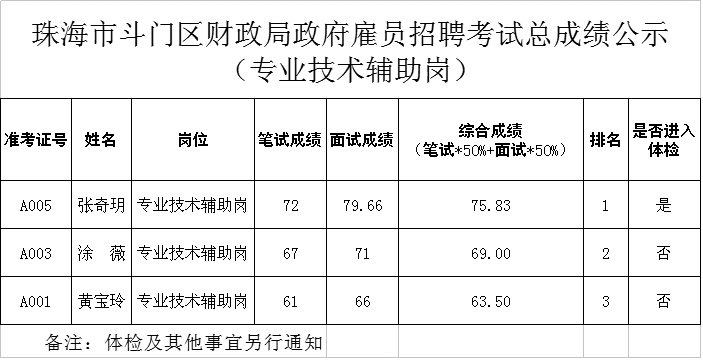 珠海市斗门区财政局政府雇员招聘考试总成绩公示
（专业技术辅助岗）
准考证号 姓名 岗位 笔试成绩 面试成绩 综合成绩（笔试*50%+面试*50%） 排名 是否进入体检
A005 张奇玥 专业技术辅助岗 72 79.66 75.83 1 是
A003 涂 薇 专业技术辅助岗 67 71 69.00 2 否
A001 黄宝玲 专业技术辅助岗 61 66 63.50 3 否
备注：体检及其他事宜另行通知